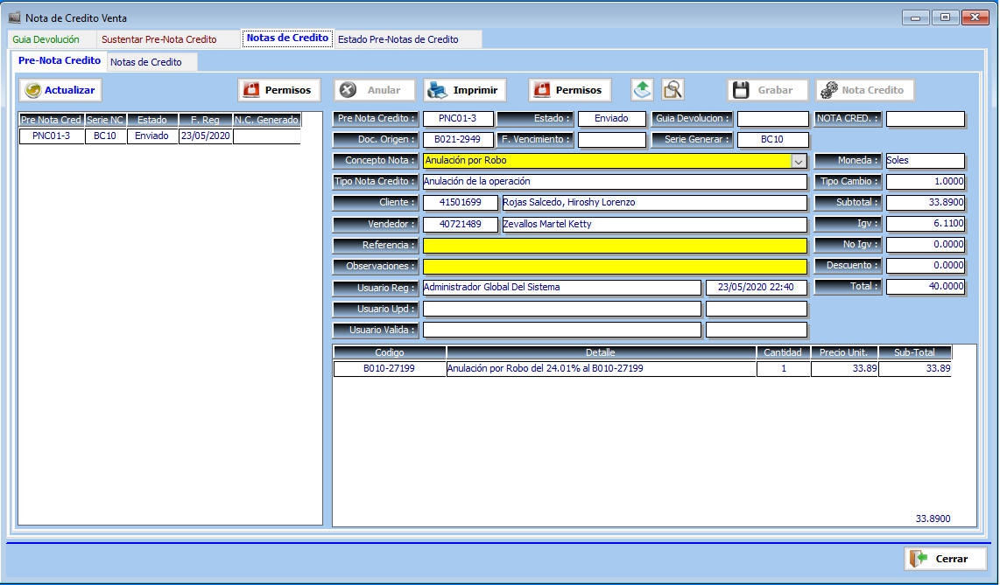 Nota de Credito Venta
Guia Devolución Sustentar Pre-Nota Credito Notas de Credito Estado Pre-Notas de Credito
Pre-Nota Credito Notas de Credito
Actualizar Permisos Anular Imprimir Permisos Grabar Nota Credito
Pre Nota Cred Serie NC Estado F. Reg N.C. Generado
PNC01-3 BC10 Enviado 23/05/2020
Pre Nota Credito : PNC01-3 Estado : Enviado Guia Devolucion : NOTA CRED. :
Doc. Origen : B021-2949 F. Vencimiento : Serie Generar : BC10
Concepto Nota : Anulación por Robo Moneda : Soles
Tipo Nota Credito : Anulación de la operación Tipo Cambio : 1.0000
Cliente : 41501699 Rojas Salcedo, Hiroshy Lorenzo Subtotal : 33.8900
Vendedor : 40721489 Zevallos Martel Ketty Igv : 6.1100
Referencia : No Igv : 0.0000
Observaciones : Descuento : 0.0000
Usuario Reg : Administrador Global Del Sistema 23/05/2020 22:40 Total : 40.0000
Usuario Upd :
Usuario Valida :
Codigo Detalle Cantidad Precio Unit. Sub-Total
B010-27199 Anulación por Robo del 24.01% al B010-27199 1 33.89 33.89
33.8900
Cerrar